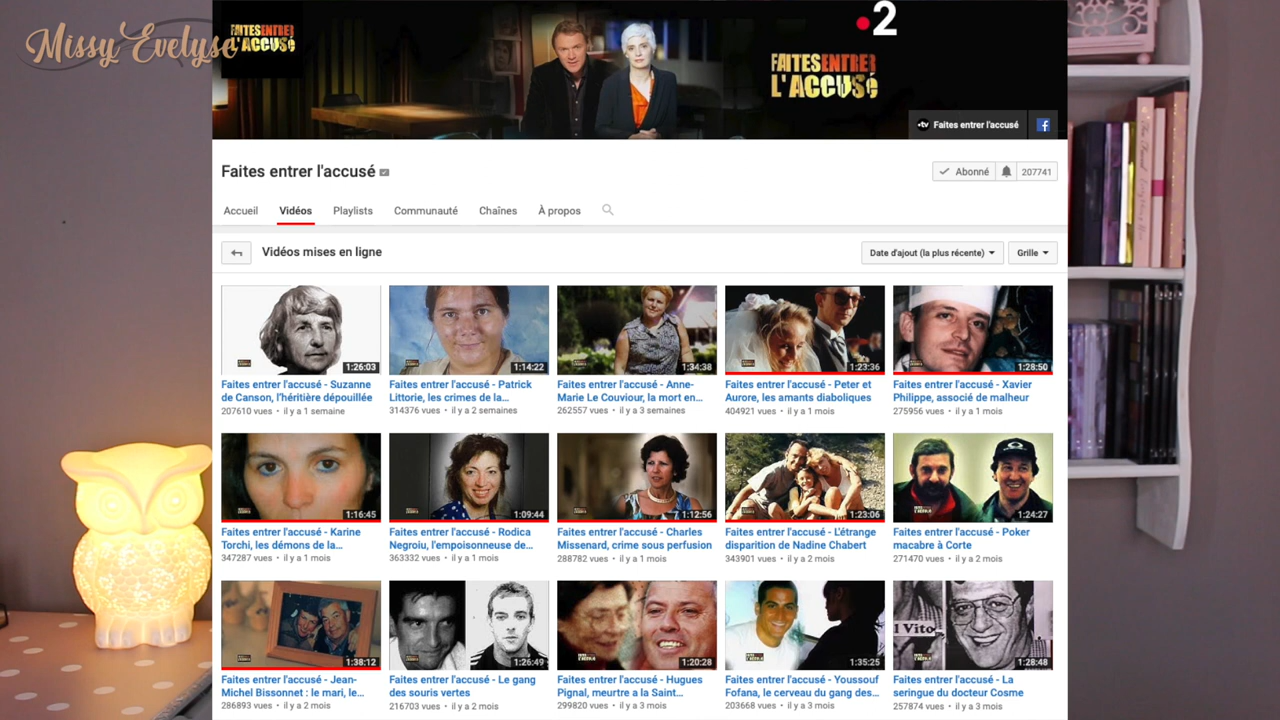 Missy Evelyse
FAITES ENTRER
L'ACCUSÉ
2
FAITES ENTRER
L'ACCUSÉ
•tv Faites entrer l'accusé
Faites entrer l'accusé
Abonné 207741
Accueil Vidéos Playlists Communauté Chaînes À propos
Vidéos mises en ligne
Date d'ajout (la plus récente) Grille
1:26:03 1:14:22 1:34:38 1:23:36 1:28:50
Faites entrer l'accusé - Suzanne
de Canson, l'héritière dépouillée
207610 vues • il y a 1 semaine
Faites entrer l'accusé - Patrick
Littorie, les crimes de la…
314376 vues • il y a 2 semaines
Faites entrer l'accusé - Anne-
Marie Le Couviour, la mort en…
262557 vues • il y a 3 semaines
Faites entrer l'accusé - Peter et
Aurore, les amants diaboliques
404921 vues • il y a 1 mois
Faites entrer l'accusé - Xavier
Philippe, associé de malheur
275956 vues • il y a 1 mois
1:16:45 1:09:44 1:12:56 1:23:06 1:24:27
Faites entrer l'accusé - Karine
Torchi, les démons de la…
347287 vues • il y a 1 mois
Faites entrer l'accusé - Rodica
Negroiu, l'empoisonneuse de…
363332 vues • il y a 1 mois
Faites entrer l'accusé - Charles
Missenard, crime sous perfusion
288782 vues • il y a 1 mois
Faites entrer l'accusé - L'étrange
disparition de Nadine Chabert
343901 vues • il y a 2 mois
Faites entrer l'accusé - Poker
macabre à Corte
271470 vues • il y a 2 mois
l Vito
1:38:12 1:26:49 1:20:28 1:35:25 1:28:48
Faites entrer l'accusé - Jean-
Michel Bissonnet : le mari, le…
286893 vues • il y a 2 mois
Faites entrer l'accusé - Le gang
des souris vertes
216703 vues • il y a 2 mois
Faites entrer l'accusé - Hugues
Pignal, meurtre a la Saint…
299820 vues • il y a 3 mois
Faites entrer l'accusé - Youssouf
Fofana, le cerveau du gang des…
203668 vues • il y a 3 mois
Faites entrer l'accusé - La
seringue du docteur Cosme
257874 vues • il y a 3 mois